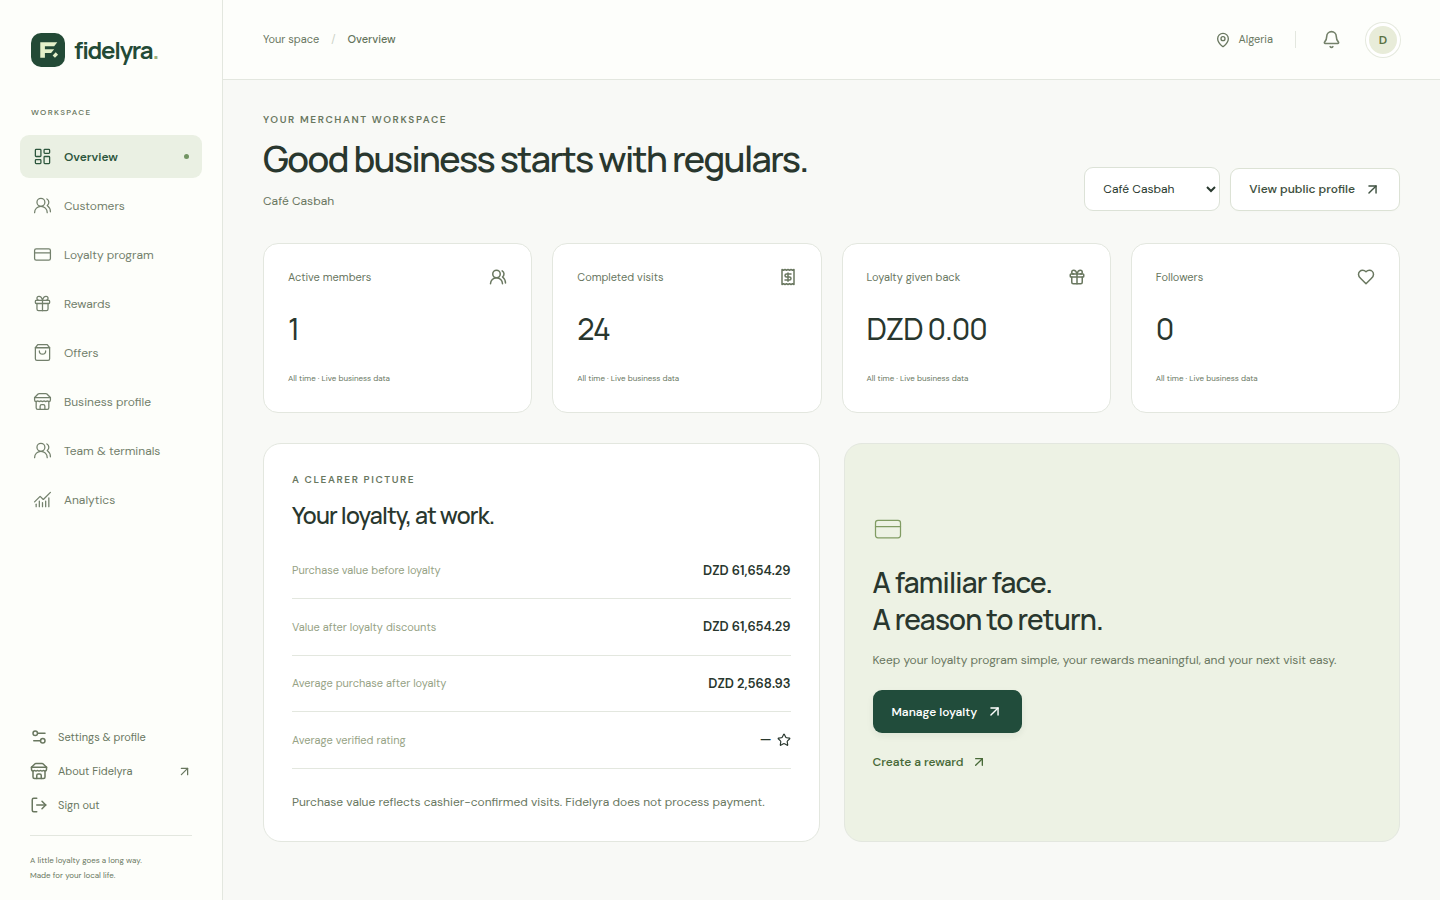 fidelyra.
WORKSPACE
Overview
Customers
Loyalty program
Rewards
Offers
Business profile
Team & terminals
Analytics
Settings & profile
About Fidelyra
Sign out
A little loyalty goes a long way.
Made for your local life.
Your space / Overview
Algeria
D
YOUR MERCHANT WORKSPACE
Good business starts with regulars.
Café Casbah
Café Casbah
View public profile
Active members
1
All time · Live business data
Completed visits
24
All time · Live business data
Loyalty given back
DZD 0.00
All time · Live business data
Followers
0
All time · Live business data
A CLEARER PICTURE
Your loyalty, at work.
Purchase value before loyalty DZD 61,654.29
Value after loyalty discounts DZD 61,654.29
Average purchase after loyalty DZD 2,568.93
Average verified rating —
Purchase value reflects cashier-confirmed visits. Fidelyra does not process payment.
A familiar face.
A reason to return.
Keep your loyalty program simple, your rewards meaningful, and your next visit easy.
Manage loyalty
Create a reward